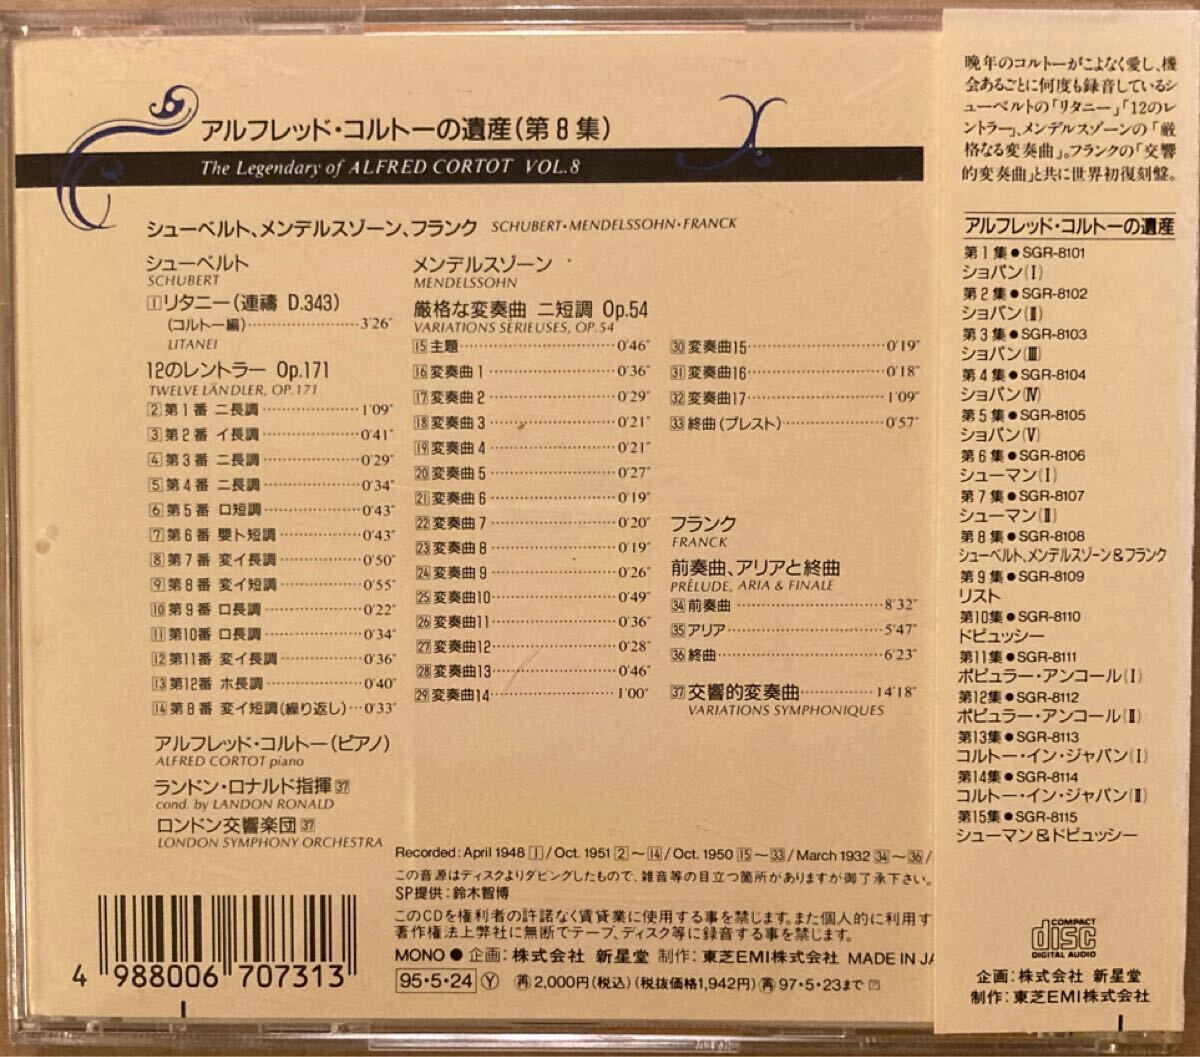 アルフレッド・コルトーの遺産(第8集)
The Legendary of ALFRED CORTOT VOL.8
シューベルト、メンデルスゾーン、フランク SCHUBERT・MENDELSSOHN・FRANCK
シューベルト
SCHUBERT
1 リタニー(連禱 D.343)
(コルトー編)…………3'26"
LITANEI
12のレントラー Op.171
TWELVE LÄNDLER, OP.171
2 第1番 ニ長調…………1'09"
3 第2番 イ長調…………0'41"
4 第3番 ニ長調…………0'29"
5 第4番 ニ長調…………0'34"
6 第5番 ロ短調…………0'43"
7 第6番 嬰ト短調…………0'43"
8 第7番 変イ長調…………0'50"
9 第8番 変イ短調…………0'55"
10 第9番 ロ長調…………0'22"
11 第10番 ロ長調…………0'34"
12 第11番 変イ長調…………0'36"
13 第12番 ホ長調…………0'40"
14 第8番 変イ短調(繰り返し)…0'33"
アルフレッド・コルトー(ピアノ)
ALFRED CORTOT piano
ランドン・ロナルド指揮 37
cond. by LANDON RONALD
ロンドン交響楽団 37
LONDON SYMPHONY ORCHESTRA
メンデルスゾーン
MENDELSSOHN
厳格な変奏曲 ニ短調 Op.54
VARIATIONS SÉRIEUSES, OP.54
15 主題…………0'46"
16 変奏曲1…………0'36"
17 変奏曲2…………0'29"
18 変奏曲3…………0'21"
19 変奏曲4…………0'21"
20 変奏曲5…………0'27"
21 変奏曲6…………0'19"
22 変奏曲7…………0'20"
23 変奏曲8…………0'19"
24 変奏曲9…………0'26"
25 変奏曲10…………0'49"
26 変奏曲11…………0'36"
27 変奏曲12…………0'28"
28 変奏曲13…………0'46"
29 変奏曲14…………1'00"
30 変奏曲15…………0'19"
31 変奏曲16…………0'18"
32 変奏曲17…………1'09"
33 終曲(プレスト)…………0'57"
フランク
FRANCK
前奏曲、アリアと終曲
PRÉLUDE, ARIA & FINALE
34 前奏曲…………8'32"
35 アリア…………5'47"
36 終曲…………6'23"
37 交響的変奏曲…………14'18"
VARIATIONS SYMPHONIQUES
Recorded: April 1948 1/Oct. 1951 2〜14/Oct. 1950 15〜33/March 1932 34〜36/
この音源はディスクよりダビングしたもので、雑音等の目立つ箇所がありますが御了承下さい。
SP提供:鈴木智博
このCDを権利者の許諾なく賃貸業に使用する事を禁じます。また個人的に利用す
著作権法上弊社に無断でテープ、ディスク等に録音する事を禁じます。
MONO●企画:株式会社 新星堂 制作:東芝EMI株式会社 MADE IN JA
95・5・24 Ⓨ 再 2,000円(税込)(税抜価格1,942円)再 97・5・23まで
4 988006 707313
晩年のコルトーがこよなく愛し、機
会あるごとに何度も録音しているシ
ューベルトの「リタニー」「12のレ
ントラー」、メンデルスゾーンの「厳
格なる変奏曲」。フランクの「交響
的変奏曲」と共に世界初復刻盤。
アルフレッド・コルトーの遺産
第1集●SGR-8101
ショパン(I)
第2集●SGR-8102
ショパン(II)
第3集●SGR-8103
ショパン(III)
第4集●SGR-8104
ショパン(IV)
第5集●SGR-8105
ショパン(V)
第6集●SGR-8106
シューマン(I)
第7集●SGR-8107
シューマン(II)
第8集●SGR-8108
シューベルト、メンデルスゾーン&フランク
第9集●SGR-8109
リスト
第10集●SGR-8110
ドビュッシー
第11集●SGR-8111
ポピュラー・アンコール(I)
第12集●SGR-8112
ポピュラー・アンコール(II)
第13集●SGR-8113
コルトー・イン・ジャパン(I)
第14集●SGR-8114
コルトー・イン・ジャパン(II)
第15集●SGR-8115
シューマン&ドビュッシー
COMPACT
disc
DIGITAL AUDIO
企画:株式会社 新星堂
制作:東芝EMI株式会社